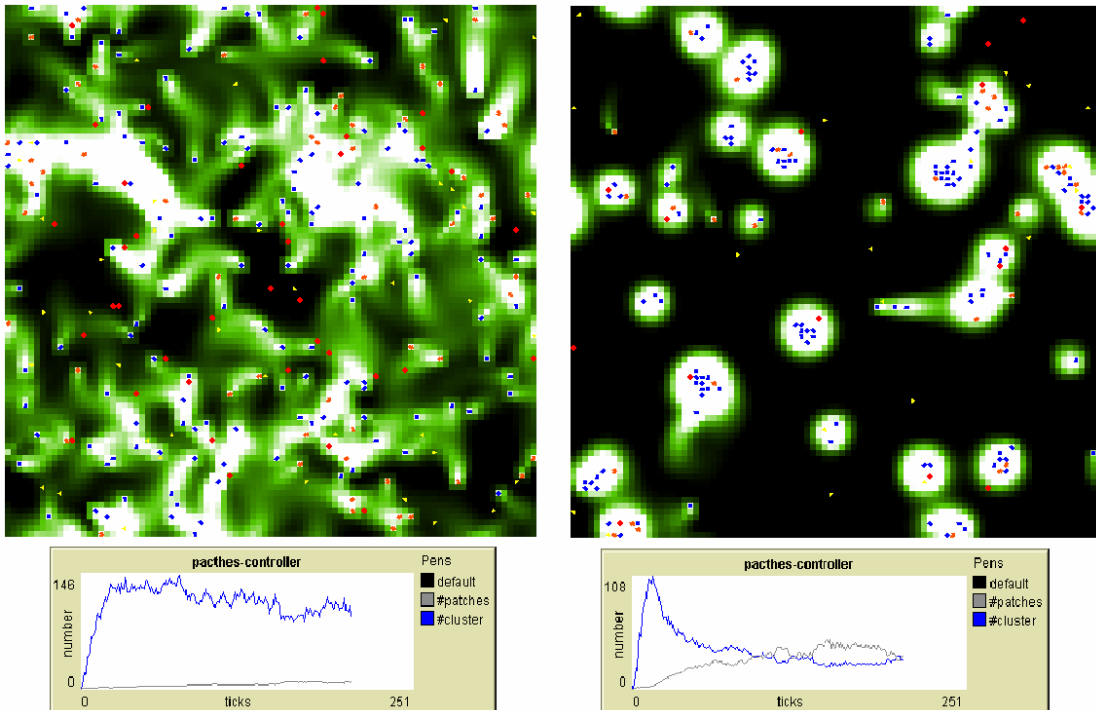 pacthes-controller
Pens
146
default
#patches
#cluster
number
0
0
ticks
251
pacthes-controller
Pens
108
default
#patches
#cluster
number
0
0
ticks
251